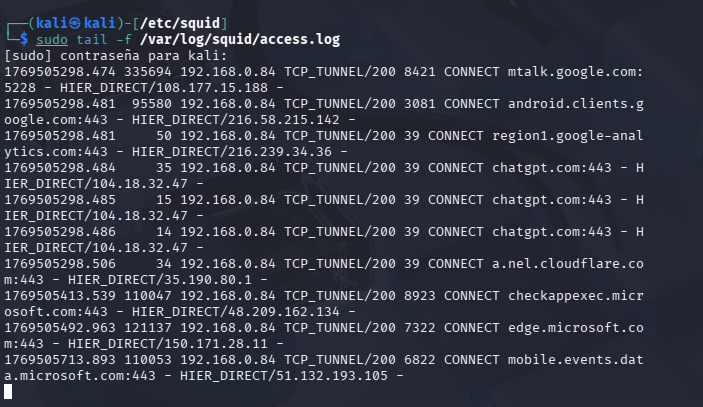 ┌──(kali㉿kali)-[/etc/squid]
└─$ sudo tail -f /var/log/squid/access.log
[sudo] contraseña para kali:
1769505298.474 335694 192.168.0.84 TCP_TUNNEL/200 8421 CONNECT mtalk.google.com:
5228 - HIER_DIRECT/108.177.15.188 -
1769505298.481  95580 192.168.0.84 TCP_TUNNEL/200 3081 CONNECT android.clients.g
oogle.com:443 - HIER_DIRECT/216.58.215.142 -
1769505298.481     50 192.168.0.84 TCP_TUNNEL/200 39 CONNECT region1.google-anal
ytics.com:443 - HIER_DIRECT/216.239.34.36 -
1769505298.484     35 192.168.0.84 TCP_TUNNEL/200 39 CONNECT chatgpt.com:443 - H
IER_DIRECT/104.18.32.47 -
1769505298.485     15 192.168.0.84 TCP_TUNNEL/200 39 CONNECT chatgpt.com:443 - H
IER_DIRECT/104.18.32.47 -
1769505298.486     14 192.168.0.84 TCP_TUNNEL/200 39 CONNECT chatgpt.com:443 - H
IER_DIRECT/104.18.32.47 -
1769505298.506     34 192.168.0.84 TCP_TUNNEL/200 39 CONNECT a.nel.cloudflare.co
m:443 - HIER_DIRECT/35.190.80.1 -
1769505413.539 110047 192.168.0.84 TCP_TUNNEL/200 8923 CONNECT checkappexec.micr
osoft.com:443 - HIER_DIRECT/48.209.162.134 -
1769505492.963 121137 192.168.0.84 TCP_TUNNEL/200 7322 CONNECT edge.microsoft.co
m:443 - HIER_DIRECT/150.171.28.11 -
1769505713.893 110053 192.168.0.84 TCP_TUNNEL/200 6822 CONNECT mobile.events.dat
a.microsoft.com:443 - HIER_DIRECT/51.132.193.105 -